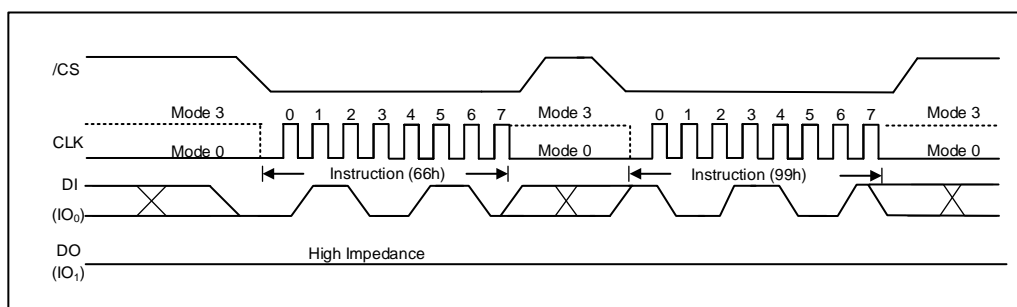 /CS
Mode 3 0 1 2 3 4 5 6 7 Mode 3 0 1 2 3 4 5 6 7 Mode 3
CLK
Mode 0 Mode 0 Mode 0
Instruction (66h) Instruction (99h)
DI
(IO₀)
DO
(IO₁)
High Impedance